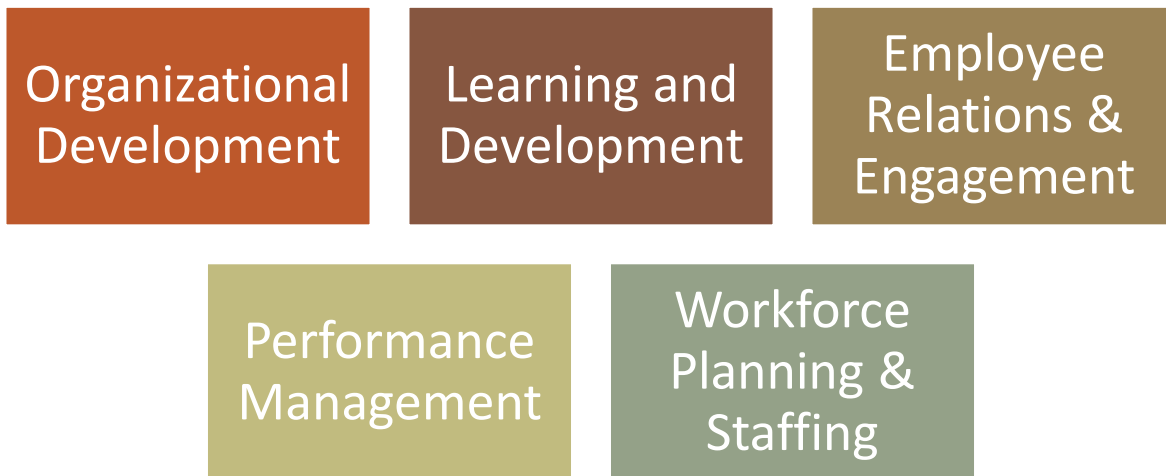 Organizational
Development
Learning and
Development
Employee
Relations &
Engagement
Performance
Management
Workforce
Planning &
Staffing